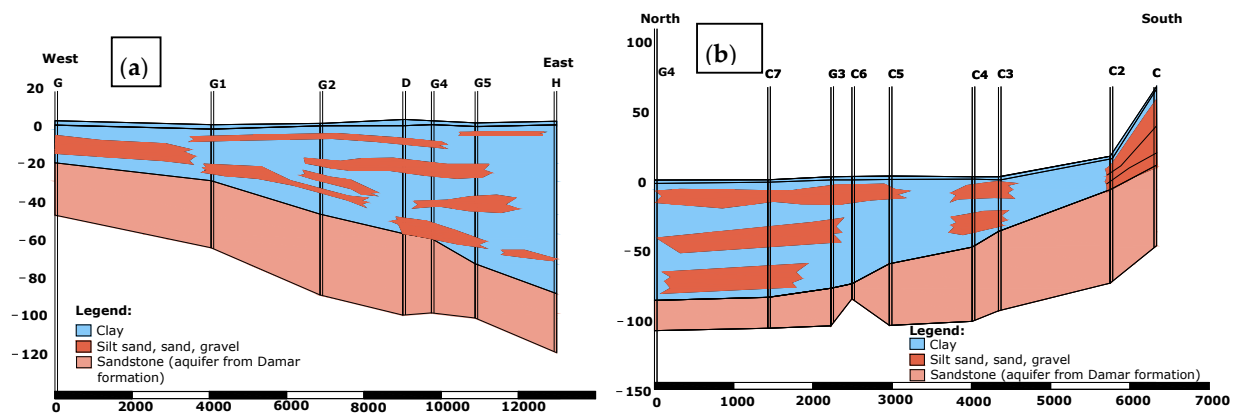 (a)
West
East
G
G1
G2
D
G4
G5
H
20
0
-20
-40
-60
-80
-100
-120
Legend:
Clay
Silt sand, sand, gravel
Sandstone (aquifer from Damar
formation)
0
4000
6000
8000
10000
12000
(b)
North
South
100
50
0
-50
-100
-150
G4
C7
G3
C6
C5
C4
C3
C2
C
Legend:
Clay
Silt sand, sand, gravel
Sandstone (aquifer from Damar formation)
0
1000
2000
3000
4000
5000
6000
7000